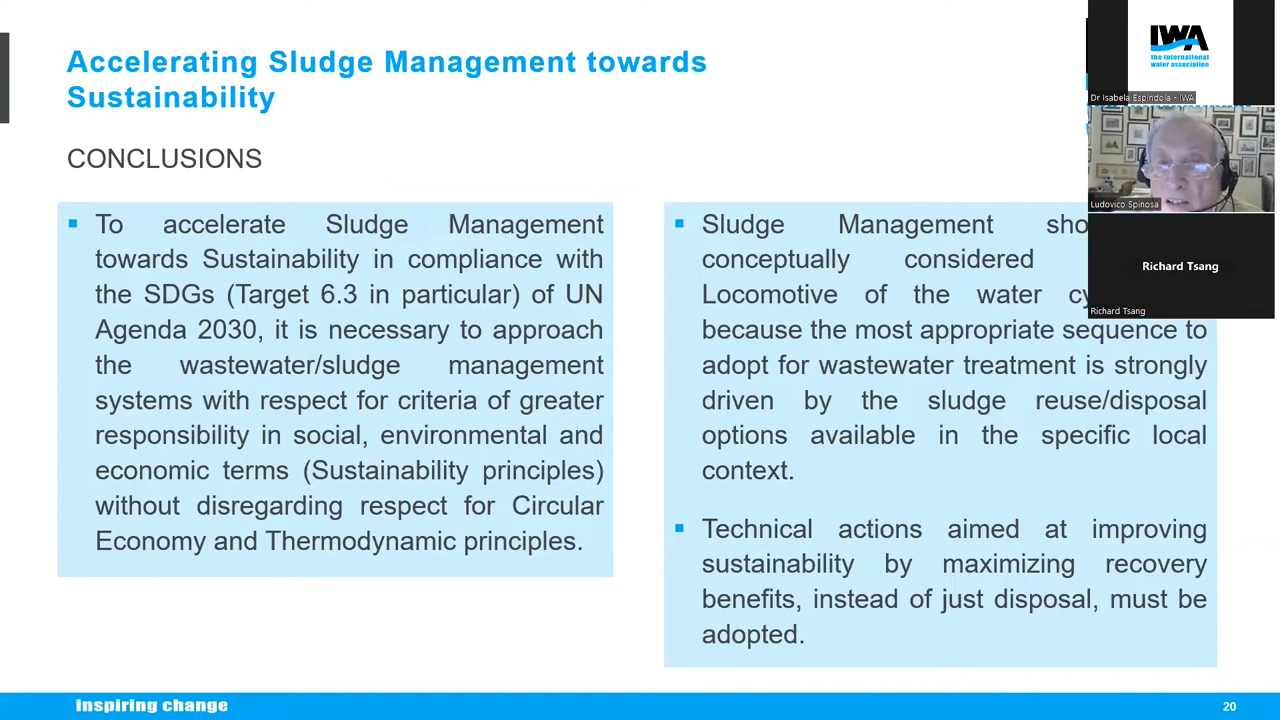 Accelerating Sludge Management towards
Sustainability
CONCLUSIONS
To accelerate Sludge Management
towards Sustainability in compliance with
the SDGs (Target 6.3 in particular) of UN
Agenda 2030, it is necessary to approach
the wastewater/sludge management
systems with respect for criteria of greater
responsibility in social, environmental and
economic terms (Sustainability principles)
without disregarding respect for Circular
Economy and Thermodynamic principles.
Sludge Management
conceptually considered
Locomotive of the water
because the most appropriate sequence to
adopt for wastewater treatment is strongly
driven by the sludge reuse/disposal
options available in the specific local
context.
Technical actions aimed at improving
sustainability by maximizing recovery
benefits, instead of just disposal, must be
adopted.
IWA
the international
water association
Dr Isabela Espindola - IWA
Ludovico Spinosa
Richard Tsang
Richard Tsang
inspiring change
20